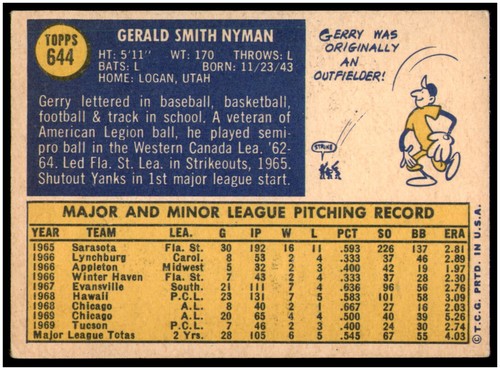 TOPPS
644
GERALD SMITH NYMAN
HT: 5'11" WT: 170 THROWS: L
BATS: L BORN: 11/23/43
HOME: LOGAN, UTAH
Gerry lettered in baseball, basketball,
football & track in school. A veteran of
American Legion ball, he played semi-
pro ball in the Western Canada Lea. '62-
64. Led Fla. St. Lea. in Strikeouts, 1965.
Shutout Yanks in 1st major league start.
GERRY WAS
ORIGINALLY
AN
OUTFIELDER!
STRIKE
MAJOR AND MINOR LEAGUE PITCHING RECORD
YEAR TEAM LEA. G IP W L PCT SO BB ERA
1965 Sarasota Fla. St. 30 192 16 11 .593 226 137 2.81
1966 Lynchburg Carol. 8 53 2 4 .333 46 37 2.89
1966 Appleton Midwest 5 32 2 3 .400 42 19 1.97
1966 Winter Haven Fla. St. 7 36 2 4 .333 37 28 2.30
1967 Evansville South. 21 111 7 4 .636 96 56 2.76
1968 Hawaii P.C.L. 23 131 7 5 .583 101 58 3.09
1968 Chicago A.L. 8 40 2 1 .667 27 16 2.03
1969 Chicago A.L. 20 65 4 4 .500 40 39 5.26
1969 Tucson P.C.L. 7 46 2 3 .400 30 20 2.74
Major League Totas 2 Yrs. 28 105 6 5 .545 67 55 4.03
© T.C.G. PRTD. IN U.S.A.